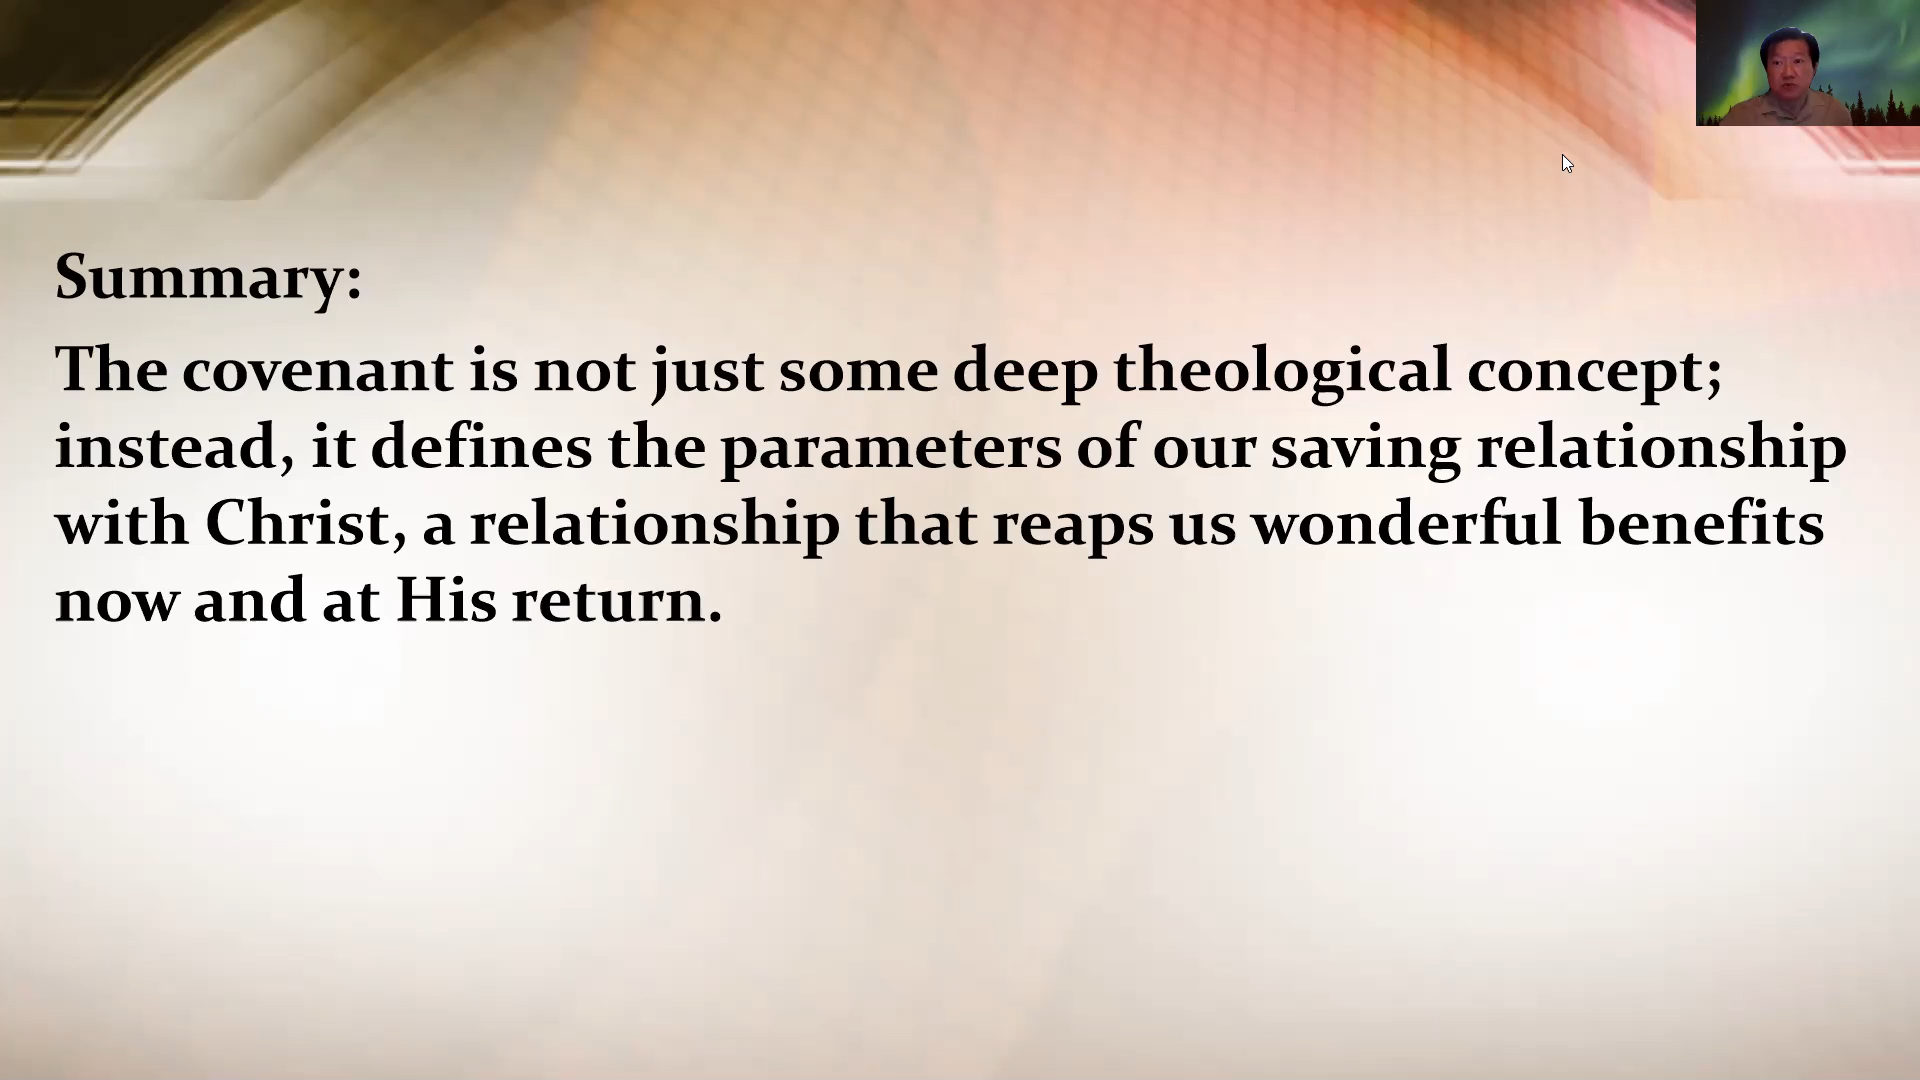 Summary:
The covenant is not just some deep theological concept;
instead, it defines the parameters of our saving relationship
with Christ, a relationship that reaps us wonderful benefits
now and at His return.